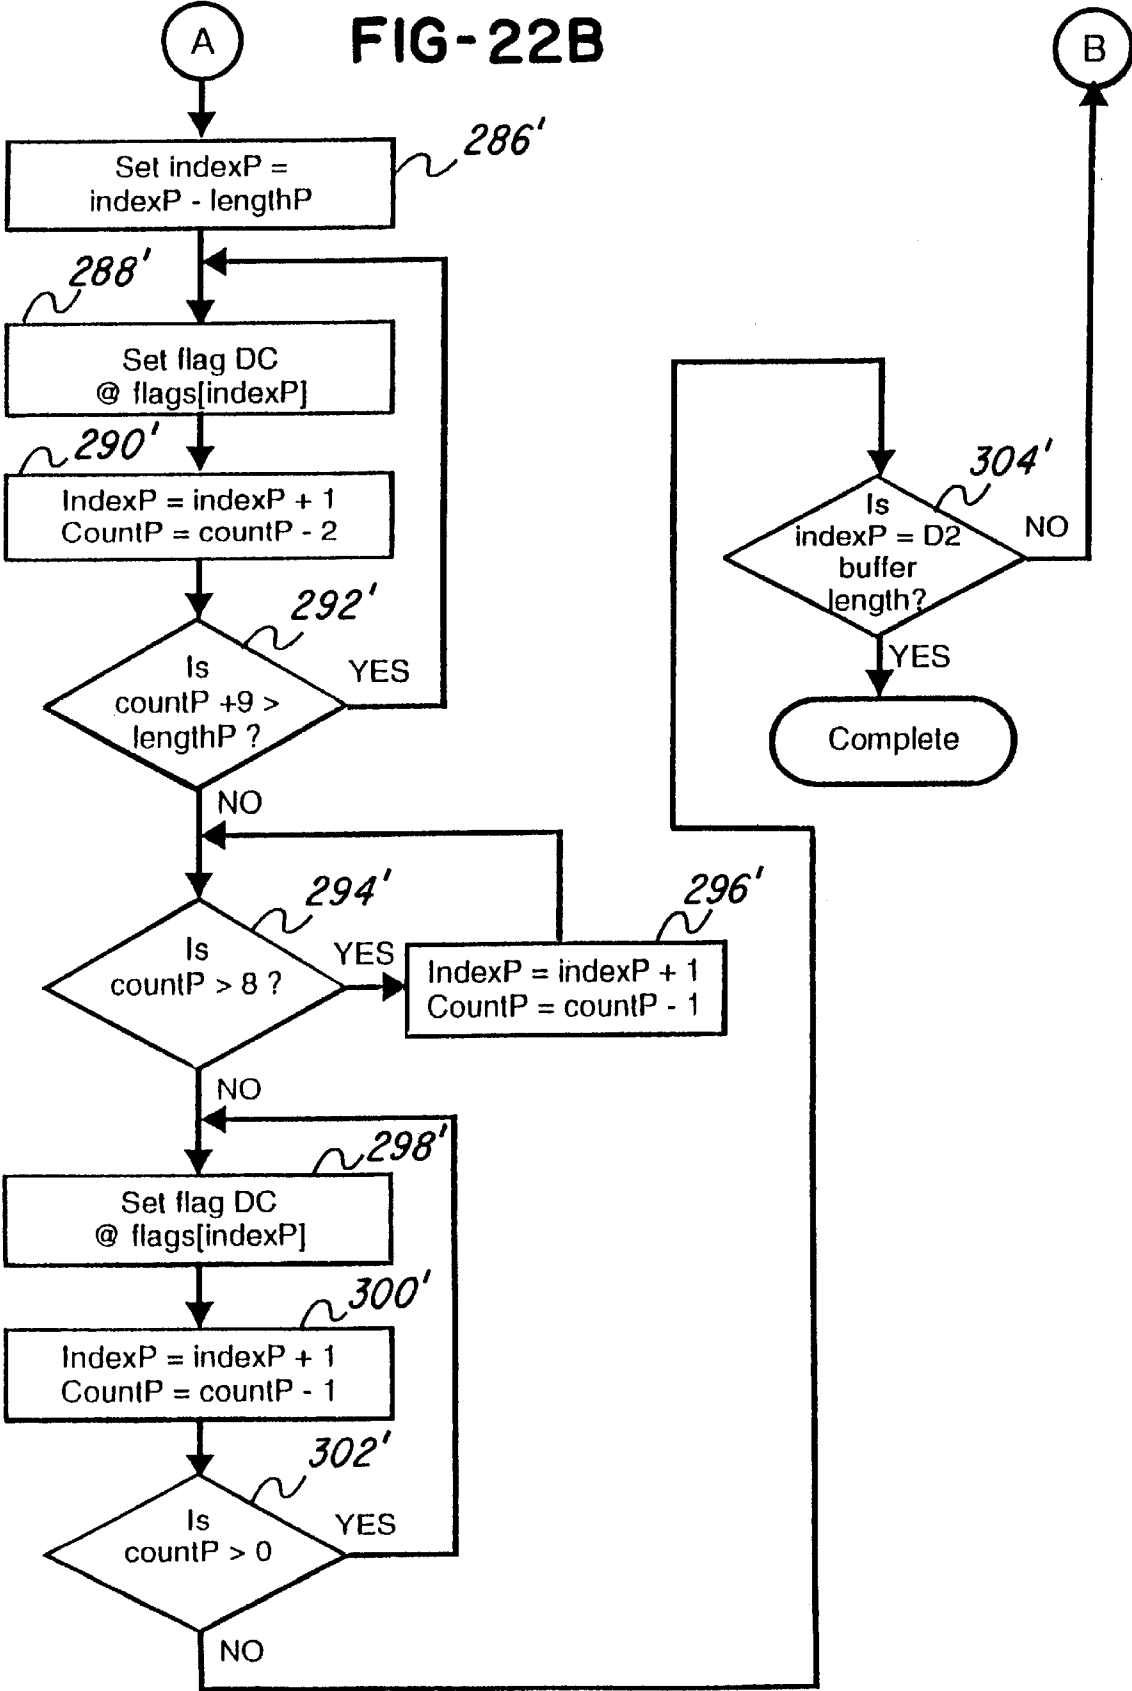 A
FIG-22B
B
286'
Set indexP =
indexP - lengthP
288'
Set flag DC
@ flags[indexP]
290'
IndexP = indexP + 1
CountP = countP - 2
292'
Is
countP +9 >
lengthP ?
YES
NO
294'
Is
countP > 8 ?
YES
296'
IndexP = indexP + 1
CountP = countP - 1
NO
298'
Set flag DC
@ flags[indexP]
300'
IndexP = indexP + 1
CountP = countP - 1
302'
Is
countP > 0
YES
NO
304'
Is
indexP = D2
buffer
length?
NO
YES
Complete